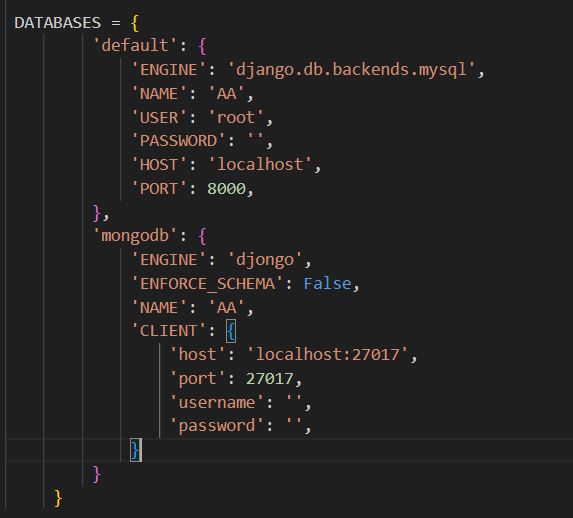 DATABASES = {
'default': {
'ENGINE': 'django.db.backends.mysql',
'NAME': 'AA',
'USER': 'root',
'PASSWORD': '',
'HOST': 'localhost',
'PORT': 8000,
},
'mongodb': {
'ENGINE': 'djongo',
'ENFORCE_SCHEMA': False,
'NAME': 'AA',
'CLIENT': {
'host': 'localhost:27017',
'port': 27017,
'username': '',
'password': '',
}
}
}